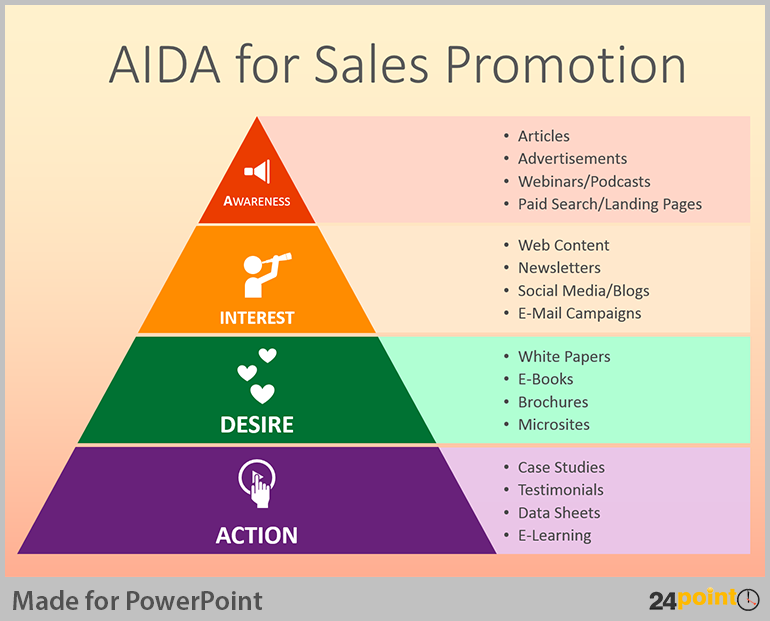 AIDA for Sales Promotion
AWARENESS
• Articles
• Advertisements
• Webinars/Podcasts
• Paid Search/Landing Pages
INTEREST
• Web Content
• Newsletters
• Social Media/Blogs
• E-Mail Campaigns
DESIRE
• White Papers
• E-Books
• Brochures
• Microsites
ACTION
• Case Studies
• Testimonials
• Data Sheets
• E-Learning
Made for PowerPoint
24point0